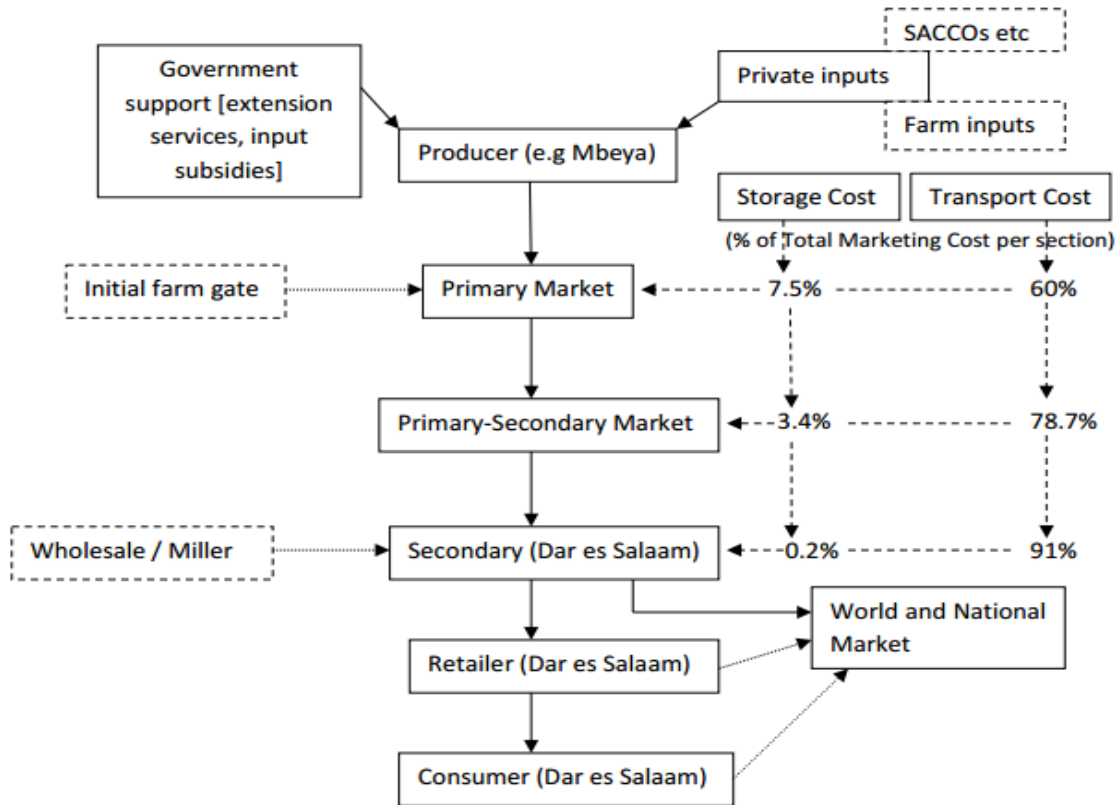 SACCOs etc
Government
support [extension
services, input
subsidies]
Private inputs
Farm inputs
Producer (e.g Mbeya)
Storage Cost
Transport Cost
(% of Total Marketing Cost per section)
Initial farm gate
Primary Market
7.5%
60%
Primary-Secondary Market
3.4%
78.7%
Wholesale / Miller
Secondary (Dar es Salaam)
0.2%
91%
World and National
Market
Retailer (Dar es Salaam)
Consumer (Dar es Salaam)